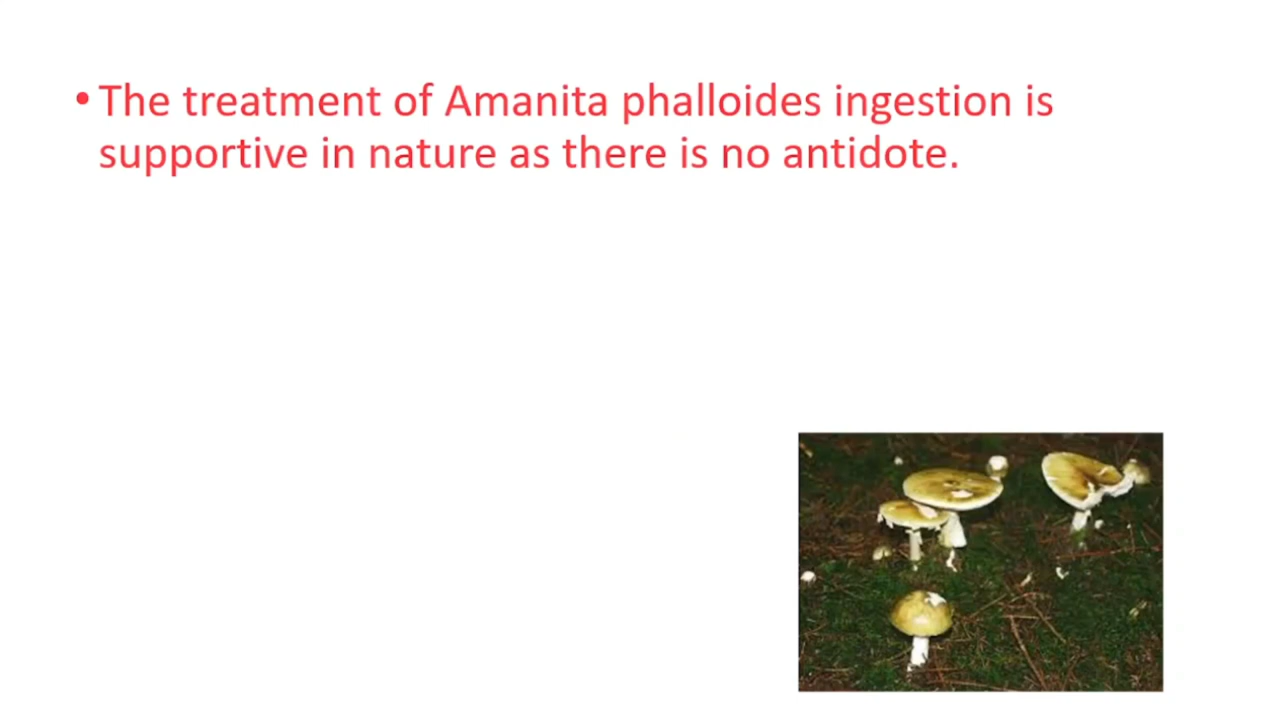 • The treatment of Amanita phalloides ingestion is
supportive in nature as there is no antidote.